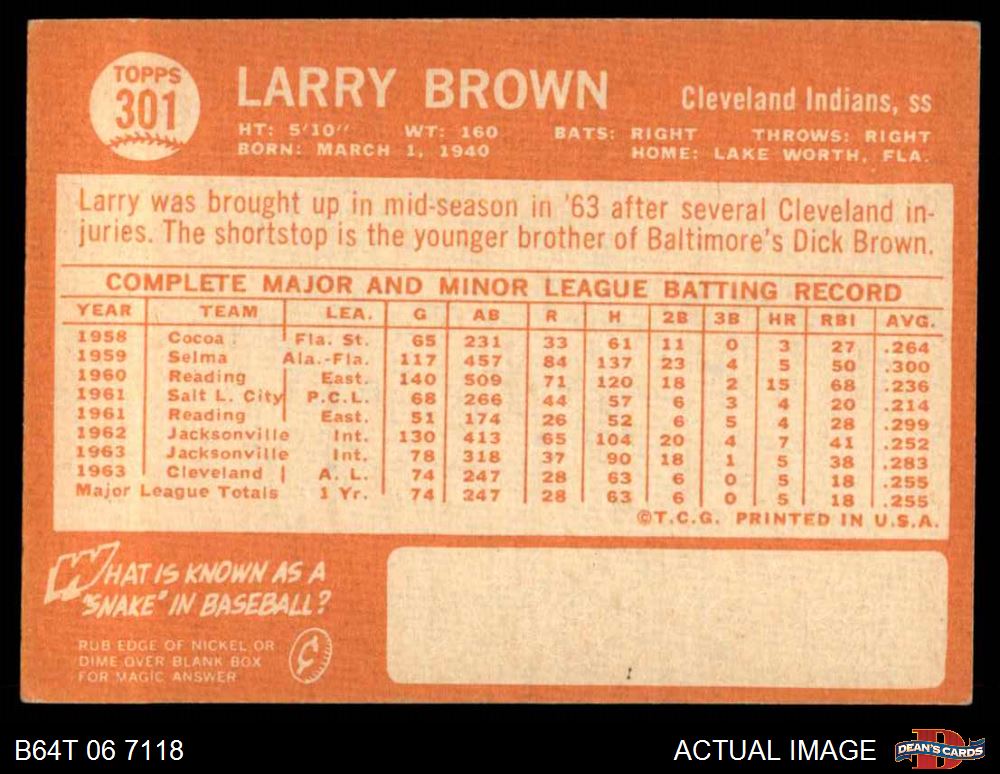 TOPPS
301
LARRY BROWN
Cleveland Indians, ss
HT: 5'10" WT: 160 BATS: RIGHT THROWS: RIGHT
BORN: MARCH 1, 1940 HOME: LAKE WORTH, FLA.
Larry was brought up in mid-season in '63 after several Cleveland in-
juries. The shortstop is the younger brother of Baltimore's Dick Brown.
COMPLETE MAJOR AND MINOR LEAGUE BATTING RECORD
YEAR TEAM LEA. G AB R H 2B 3B HR RBI AVG.
1958 Cocoa Fla. St. 65 231 33 61 11 0 3 27 .264
1959 Selma Ala.-Fla. 117 457 84 137 23 4 5 50 .300
1960 Reading East. 140 509 71 120 18 2 15 68 .236
1961 Salt L. City P.C.L. 68 266 44 57 6 3 4 20 .214
1961 Reading East. 51 174 26 52 6 5 4 28 .299
1962 Jacksonville Int. 130 413 65 104 20 4 7 41 .252
1963 Jacksonville Int. 78 318 37 90 18 1 5 38 .283
1963 Cleveland A. L. 74 247 28 63 6 0 5 18 .255
Major League Totals 1 Yr. 74 247 28 63 6 0 5 18 .255
©T.C.G. PRINTED IN U.S.A.
WHAT IS KNOWN AS A
"SNAKE" IN BASEBALL?
RUB EDGE OF NICKEL OR
DIME OVER BLANK BOX
FOR MAGIC ANSWER
¢
B64T 06 7118
ACTUAL IMAGE
D
DEAN'S CARDS